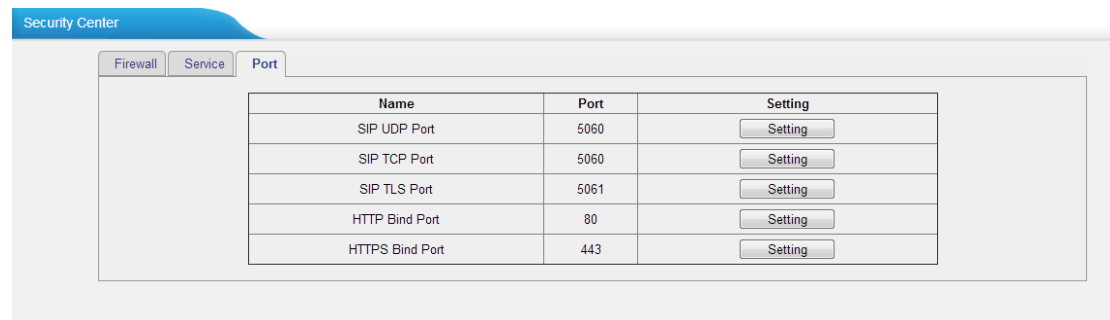 Security Center
Firewall Service Port
Name Port Setting
SIP UDP Port 5060 Setting
SIP TCP Port 5060 Setting
SIP TLS Port 5061 Setting
HTTP Bind Port 80 Setting
HTTPS Bind Port 443 Setting